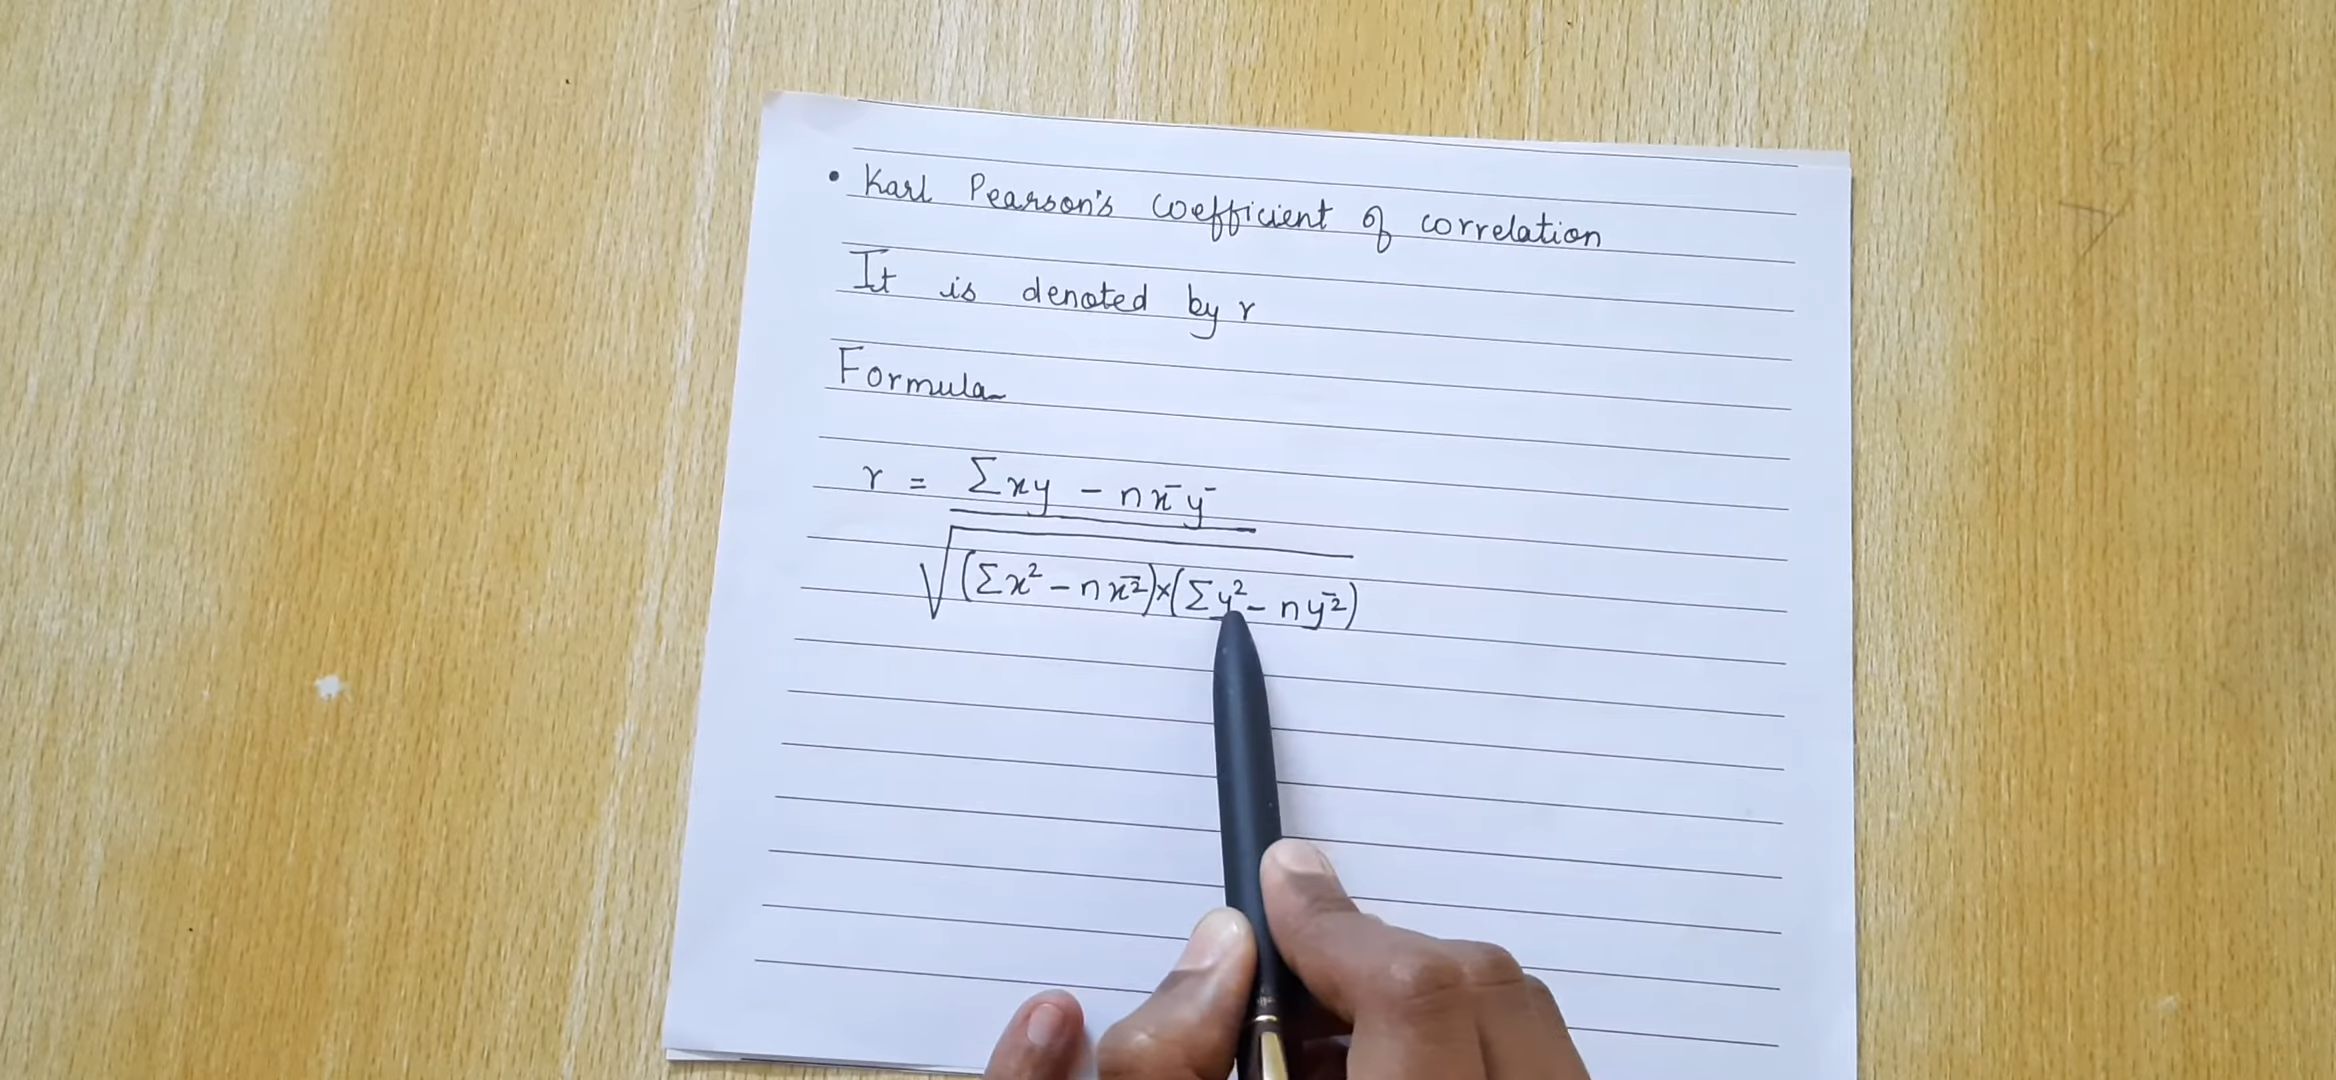 • Karl Pearson's coefficient of correlation
It is denoted by r
Formula
r = Σxy - nx̄ȳ
√(Σx² - nx̄²)×(Σy² - nȳ²)